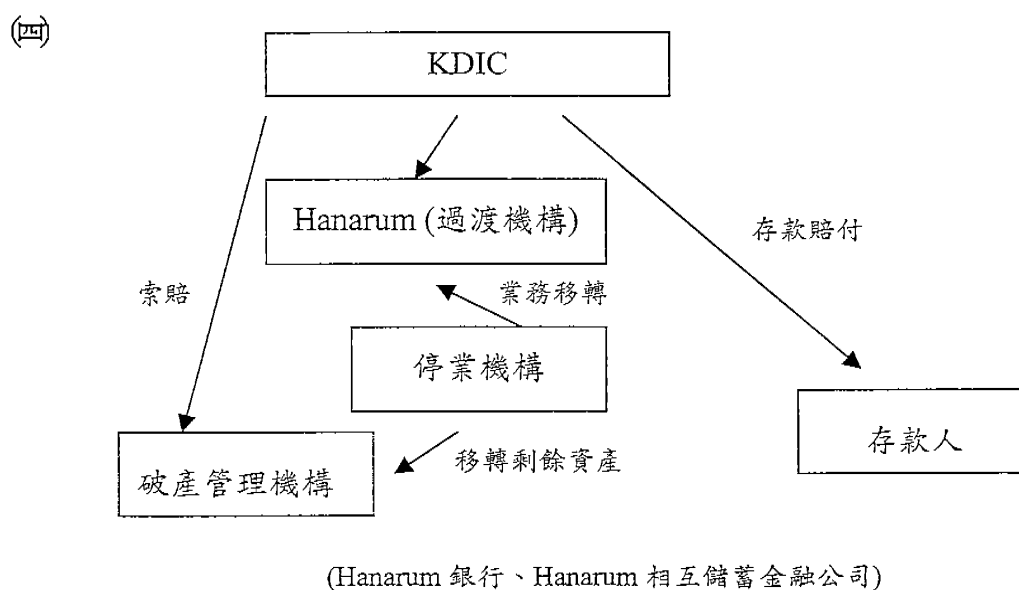 (四)
KDIC
Hanarum (過渡機構)
存款賠付
索賠
業務移轉
停業機構
存款人
移轉剩餘資產
破產管理機構
(Hanarum 銀行、Hanarum 相互儲蓄金融公司)